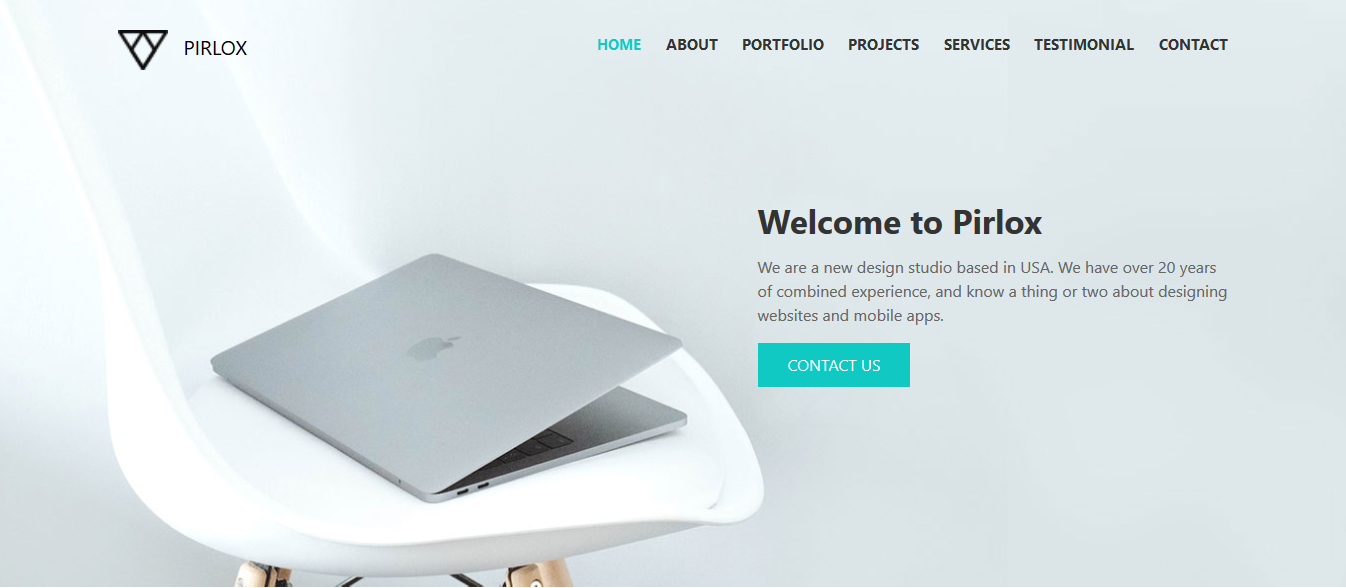 PIRLOX
HOME ABOUT PORTFOLIO PROJECTS SERVICES TESTIMONIAL CONTACT
Welcome to Pirlox
We are a new design studio based in USA. We have over 20 years
of combined experience, and know a thing or two about designing
websites and mobile apps.
CONTACT US